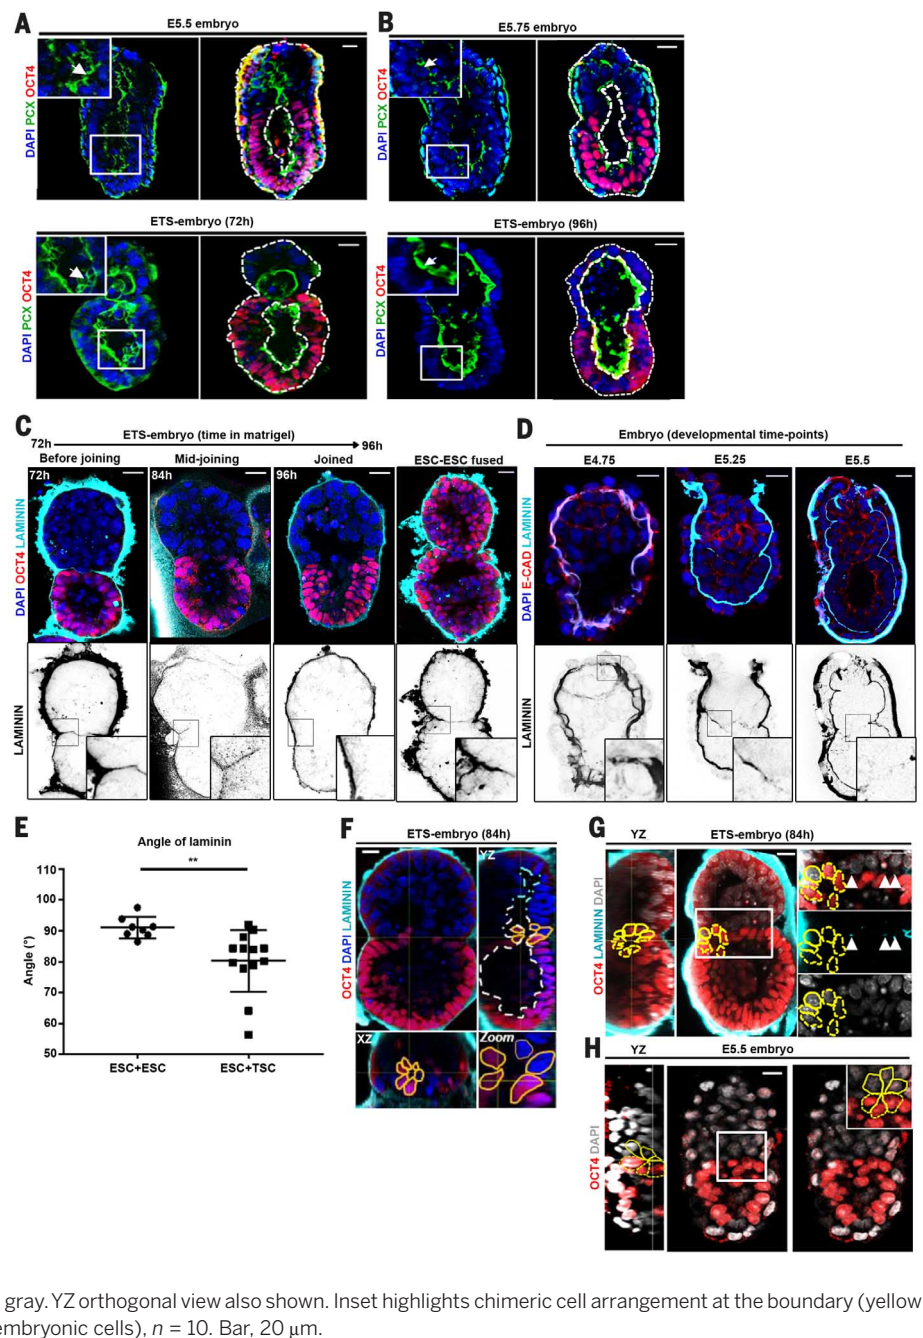 A
E5.5 embryo
DAPI PCX OCT4
B
E5.75 embryo
DAPI PCX OCT4
ETS-embryo (72h)
DAPI PCX OCT4
ETS-embryo (96h)
DAPI PCX OCT4
C
ETS-embryo (time in matrigel)
72h
96h
Before joining
Mid-joining
Joined
ESC-ESC fused
72h
84h
96h
DAPI OCT4 LAMININ
LAMININ
D
Embryo (developmental time-points)
E4.75
E5.25
E5.5
DAPI E-CAD LAMININ
LAMININ
E
Angle of laminin
**
110
100
90
80
70
60
50
Angle (°)
ESC+ESC
ESC+TSC
F
ETS-embryo (84h)
OCT4 DAPI LAMININ
YZ
XZ
Zoom
G
YZ
ETS-embryo (84h)
OCT4 LAMININ DAPI
H
YZ
E5.5 embryo
OCT4 DAPI
gray. YZ orthogonal view also shown. Inset highlights chimeric cell arrangement at the boundary (yellow
embryonic cells), n = 10. Bar, 20 μm.